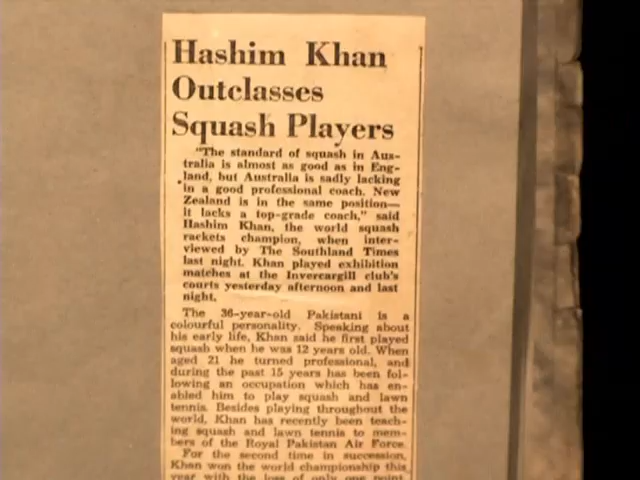 Hashim Khan
Outclasses
Squash Players
"The standard of squash in Aus-
tralia is almost as good as in Eng-
land, but Australia is sadly lacking
in a good professional coach. New
Zealand is in the same position—
it lacks a top-grade coach," said
Hashim Khan, the world squash
rackets champion, when inter-
viewed by The Southland Times
last night. Khan played exhibition
matches at the Invercargill club's
courts yesterday afternoon and last
night.
The 36-year-old Pakistani is a
colourful personality. Speaking about
his early life, Khan said he first played
squash when he was 12 years old. When
aged 21 he turned professional, and
during the past 15 years has been fol-
lowing an occupation which has en-
abled him to play squash and lawn
tennis. Besides playing throughout the
world, Khan has recently been teach-
ing squash and lawn tennis to mem-
bers of the Royal Pakistan Air Force.
For the second time in succession,
Khan won the world championship this
year with the loss of only one point